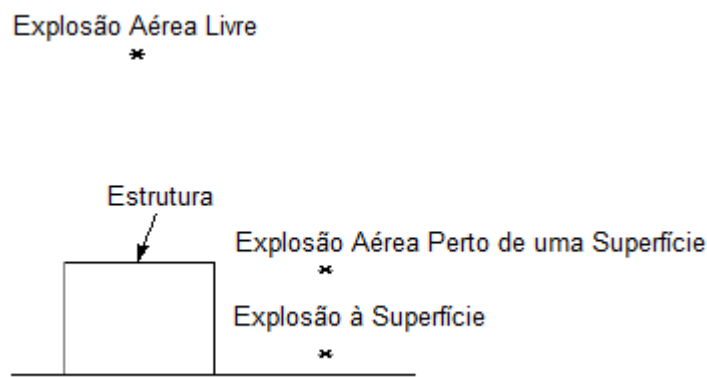 Explosão Aérea Livre
Estrutura
Explosão Aérea Perto de uma Superfície
Explosão à Superfície